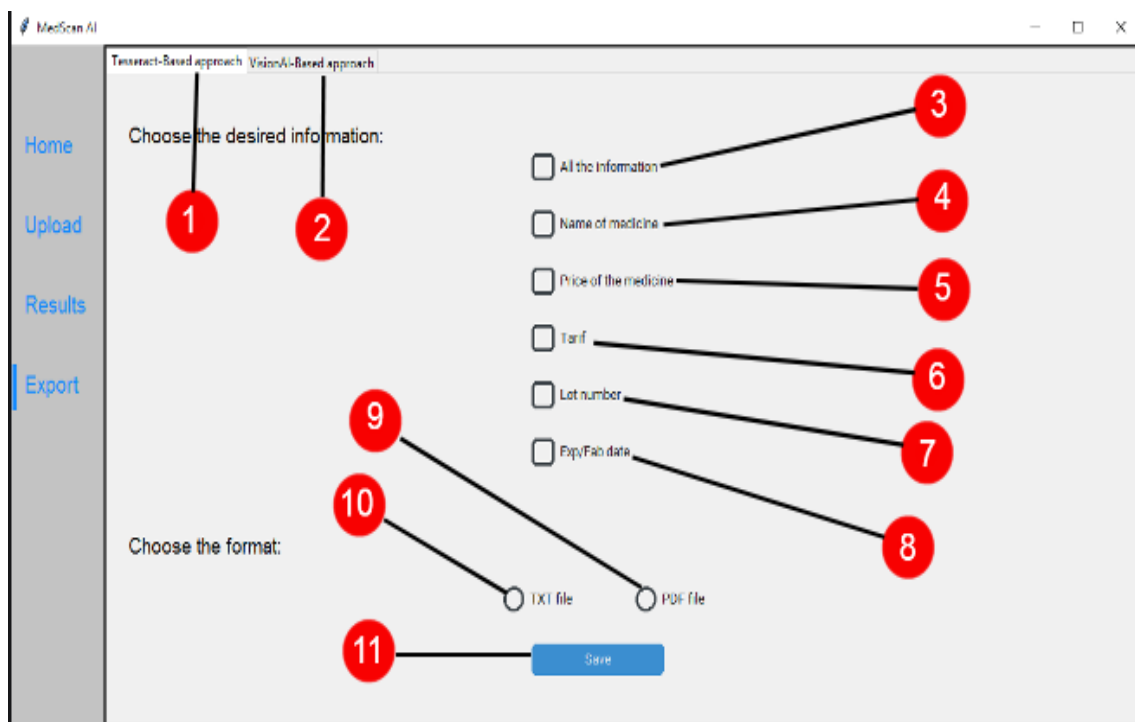 MedScan AI
Tesseract-Based approach VisionAI-Based approach
3
Choose the desired information:
Home
All the information
4
1
Upload
2
Name of medicine
5
Price of the medicine
Results
Tarif
6
Export
Lot number
9
7
Exp/Fab date
10
8
Choose the format:
TXT file
PDF file
11
Save